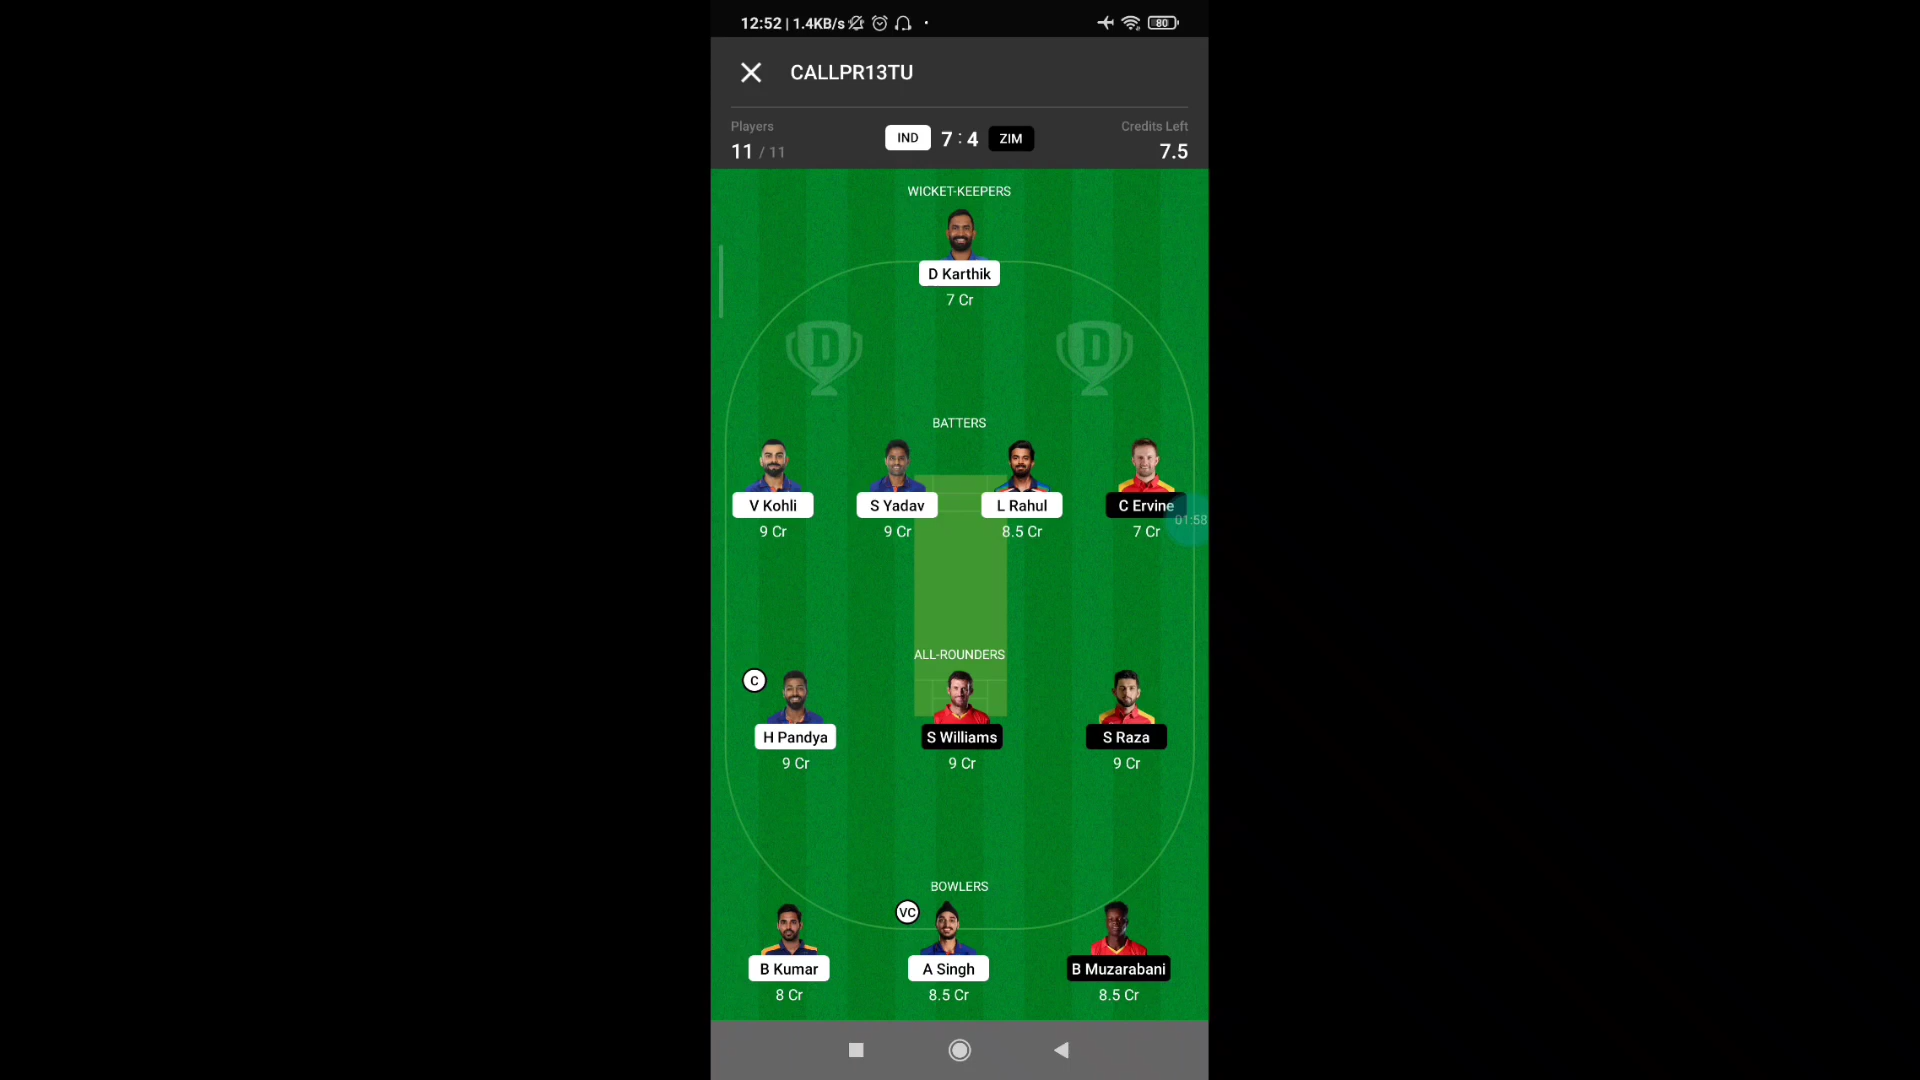 12:52 | 1.4KB/s 80
CALLPR13TU
Players
Credits Left
11 / 11
IND 7 : 4 ZIM
7.5
WICKET-KEEPERS
D Karthik
7 Cr
D D
BATTERS
V Kohli S Yadav L Rahul C Ervine
01:58
9 Cr 9 Cr 8.5 Cr 7 Cr
ALL-ROUNDERS
C
H Pandya S Williams S Raza
9 Cr 9 Cr 9 Cr
BOWLERS
VC
B Kumar A Singh B Muzarabani
8 Cr 8.5 Cr 8.5 Cr